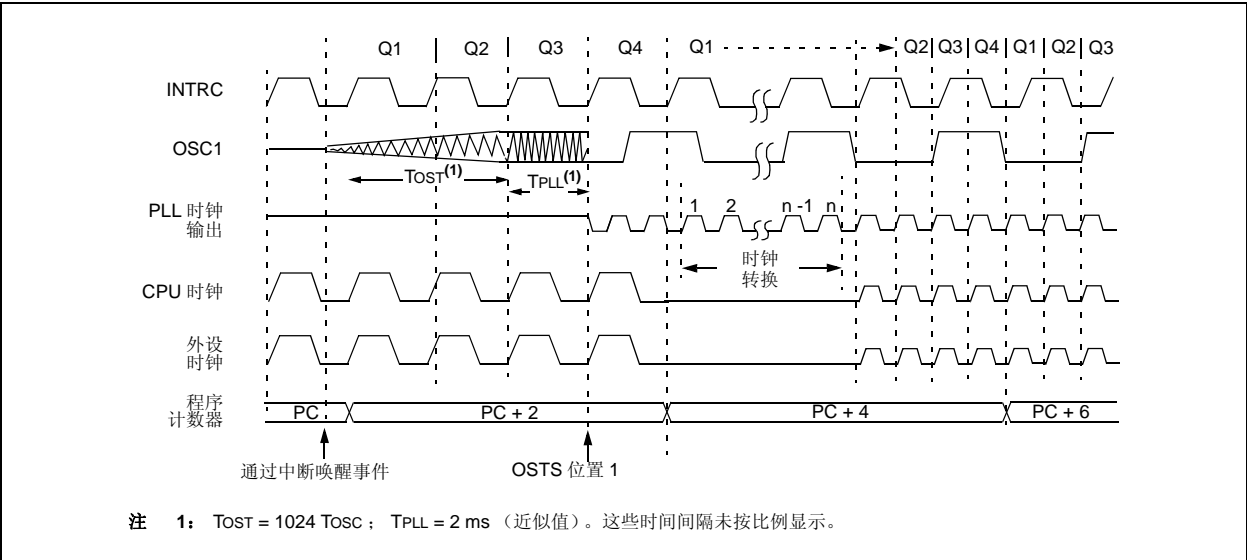 Q1 Q2 Q3 Q4 Q1 Q2 Q3 Q4 Q1 Q2 Q3
INTRC
OSC1
TOST(1) TPLL(1)
PLL 时钟
输出
1 2 n -1 n
时钟
转换
CPU 时钟
外设
时钟
程序
计数器
PC PC + 2 PC + 4 PC + 6
通过中断唤醒事件 OSTS 位置 1
注 1: TOST = 1024 TOSC ; TPLL = 2 ms （近似值）。这些时间间隔未按比例显示。